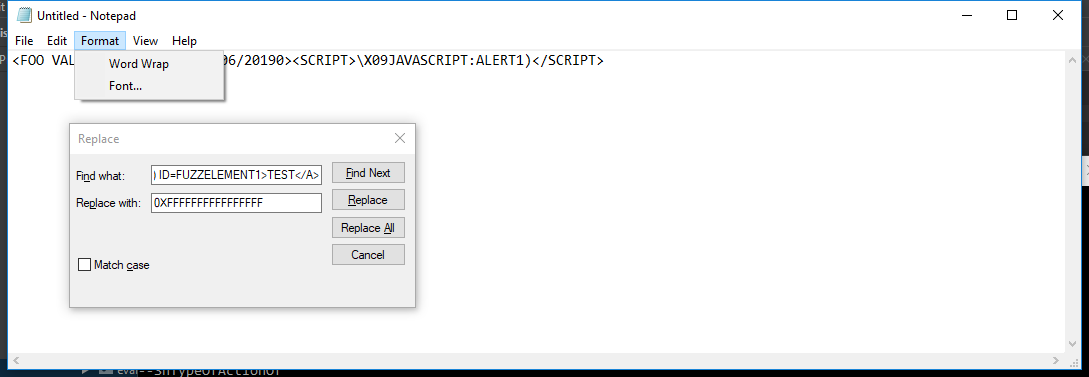 Untitled - Notepad
File Edit Format View Help
<FOO VAL 06/20190><SCRIPT>\X09JAVASCRIPT:ALERT1)</SCRIPT>
Word Wrap
Font...
Replace
Find what: )ID=FUZZELEMENT1>TEST</A> Find Next
Replace with: 0XFFFFFFFFFFFFFFFF Replace
Replace All
Cancel
Match case